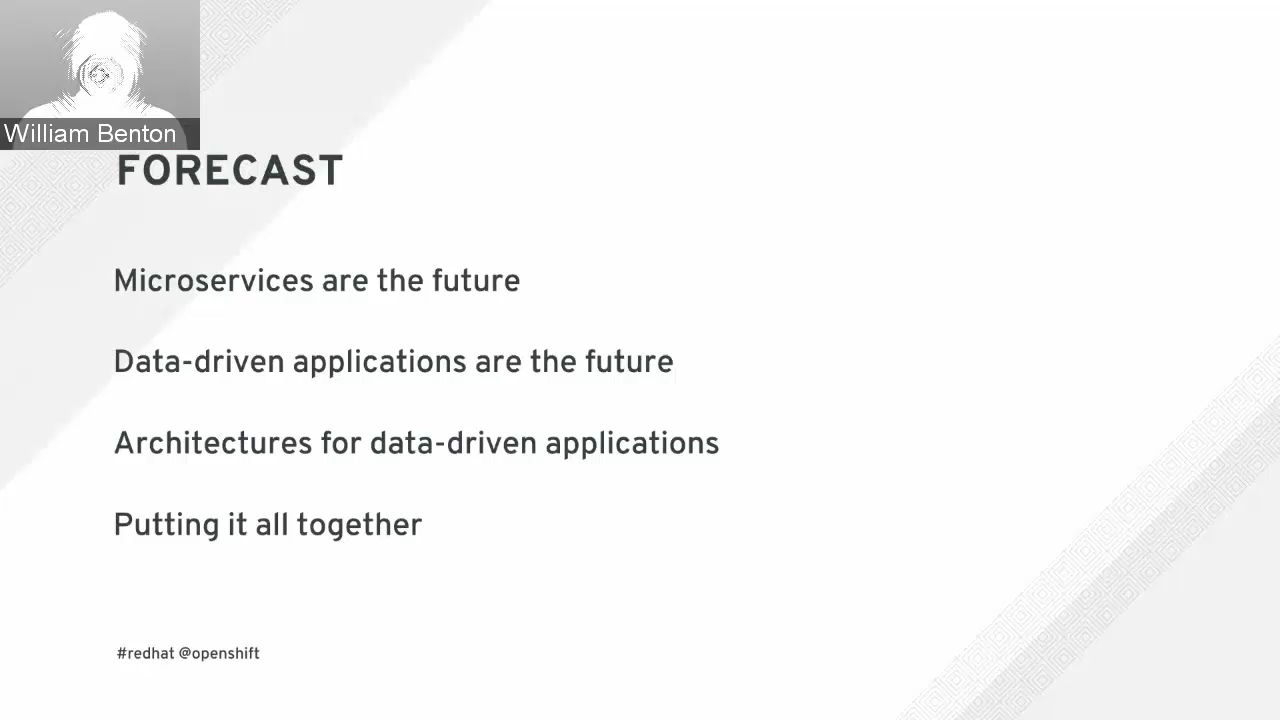 William Benton
FORECAST
Microservices are the future
Data-driven applications are the future
Architectures for data-driven applications
Putting it all together
#redhat @openshift